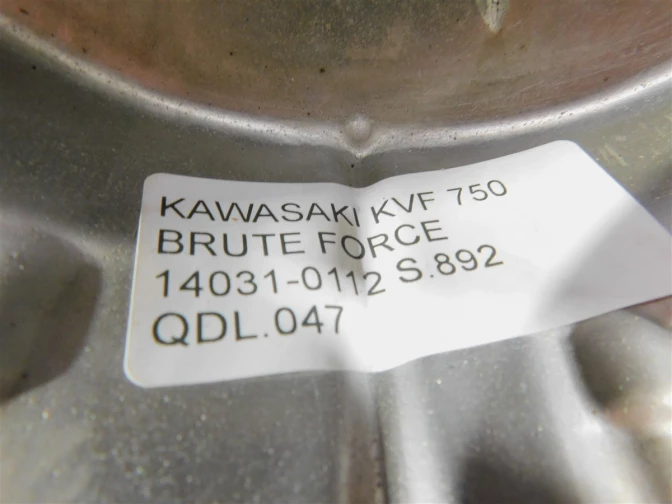 KAWASAKI KVF 750
BRUTE FORCE
14031-0112 S.892
QDL.047